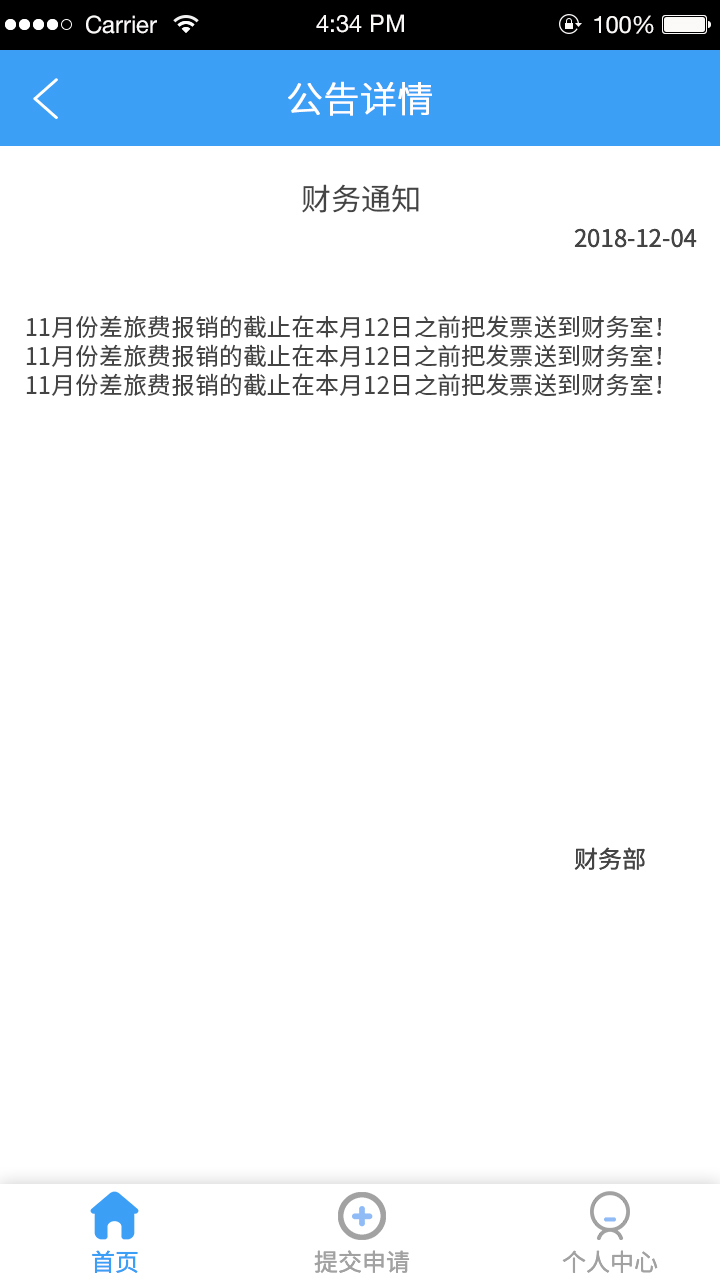 Carrier 4:34 PM 100%
公告详情
财务通知
2018-12-04
11月份差旅费报销的截止在本月12日之前把发票送到财务室！
11月份差旅费报销的截止在本月12日之前把发票送到财务室！
11月份差旅费报销的截止在本月12日之前把发票送到财务室！
财务部
首页 提交申请 个人中心